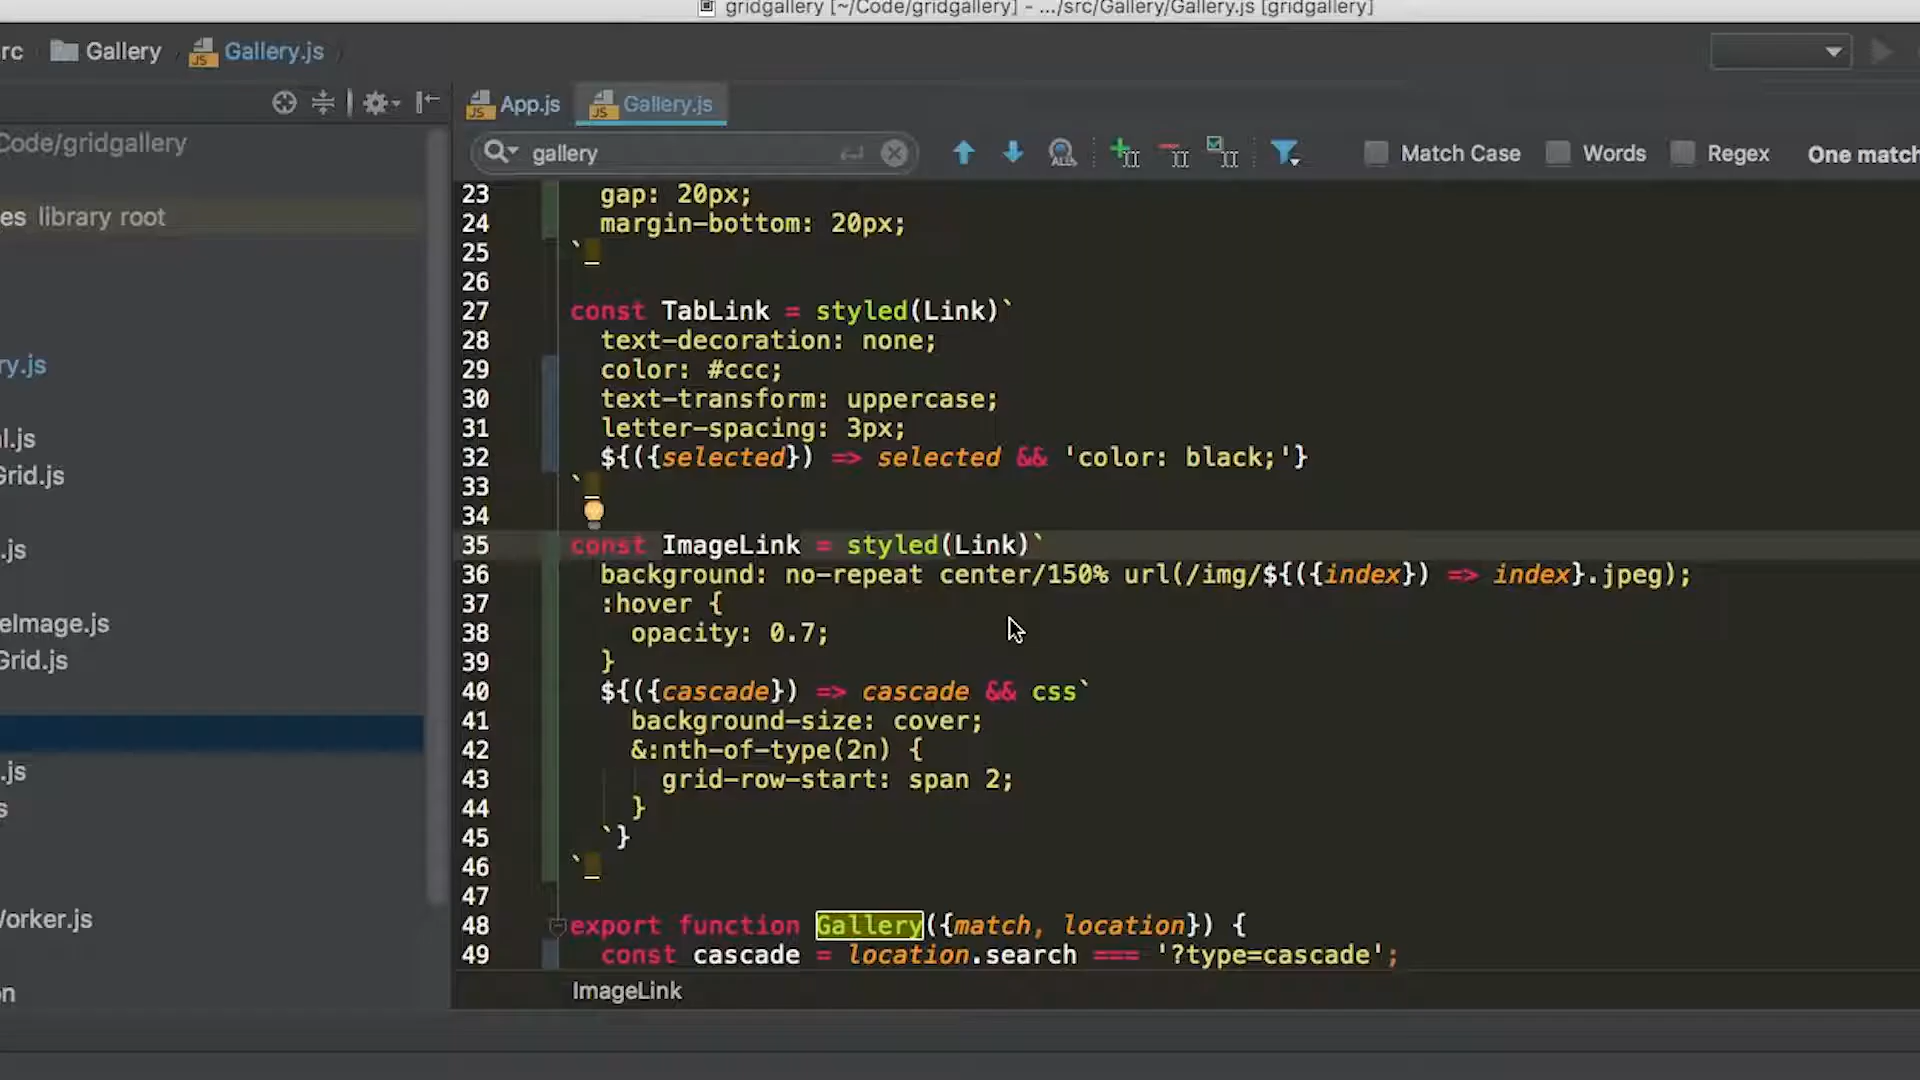 gridgallery [~/Code/gridgallery] - .../src/Gallery/Gallery.js [gridgallery]
rc Gallery JS Gallery.js
JS App.js JS Gallery.js
Code/gridgallery
gallery Match Case Words Regex One match
es library root
ry.js
l.js
Grid.js
.js
eImage.js
Grid.js
.js
s
Vorker.js
on
23 gap: 20px;
24 margin-bottom: 20px;
25 `
26
27 const TabLink = styled(Link)`
28 text-decoration: none;
29 color: #ccc;
30 text-transform: uppercase;
31 letter-spacing: 3px;
32 ${({selected}) => selected && 'color: black;'}
33 `
34
35 const ImageLink = styled(Link)`
36 background: no-repeat center/150% url(/img/${({index}) => index}.jpeg);
37 :hover {
38 opacity: 0.7;
39 }
40 ${({cascade}) => cascade && css`
41 background-size: cover;
42 &:nth-of-type(2n) {
43 grid-row-start: span 2;
44 }
45 `}
46 `
47
48 export function Gallery({match, location}) {
49 const cascade = location.search === '?type=cascade';
ImageLink